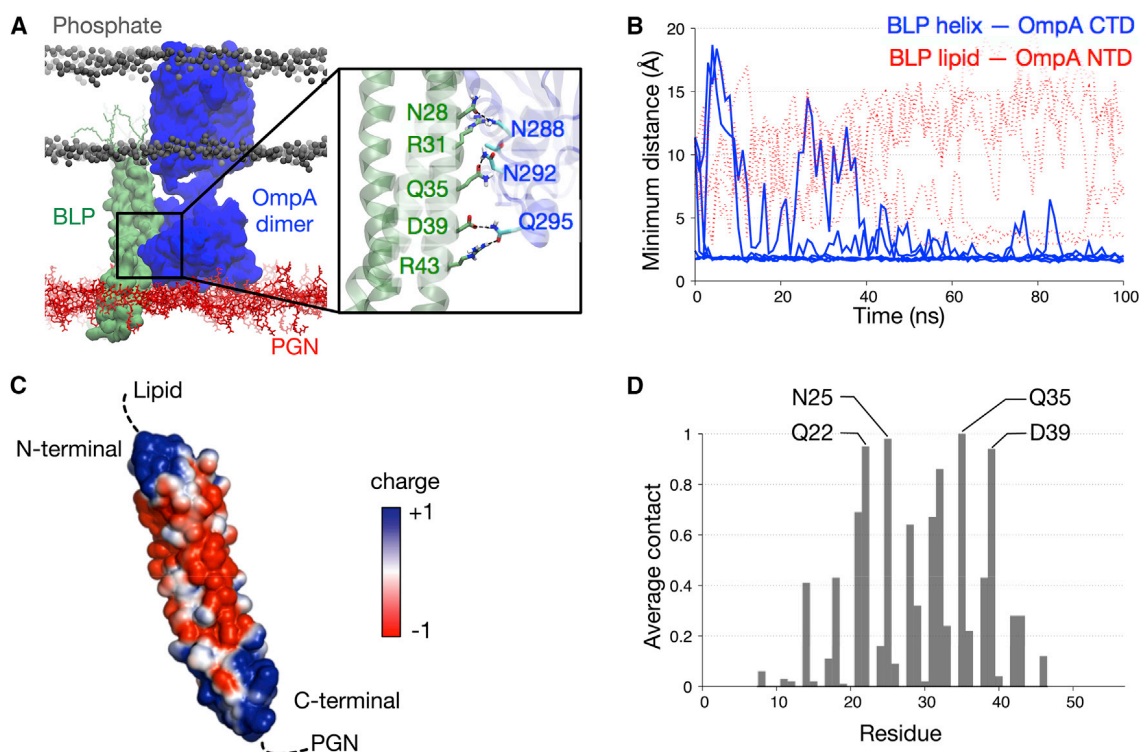 A
Phosphate
BLP
OmpA
dimer
PGN
N28
R31
Q35
D39
R43
N288
N292
Q295
B
BLP helix — OmpA CTD
BLP lipid — OmpA NTD
Minimum distance (Å)
20
15
10
5
0
0 20 40 60 80 100
Time (ns)
C
Lipid
N-terminal
charge
+1
-1
C-terminal
PGN
D
N25
Q22
Q35
D39
Average contact
1
0.8
0.6
0.4
0.2
0
0 10 20 30 40 50
Residue